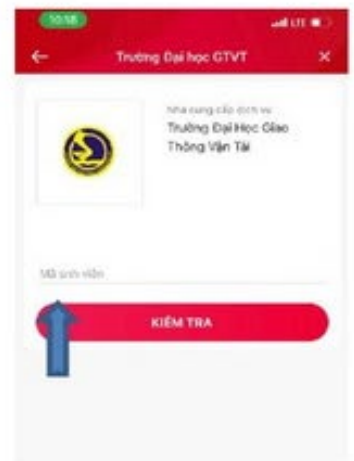 10:58
LTE
Trường Đại học GTVT
Nhà cung cấp dịch vụ
Trường Đại Học Giao
Thông Vận Tải
Mã sinh viên
KIỂM TRA